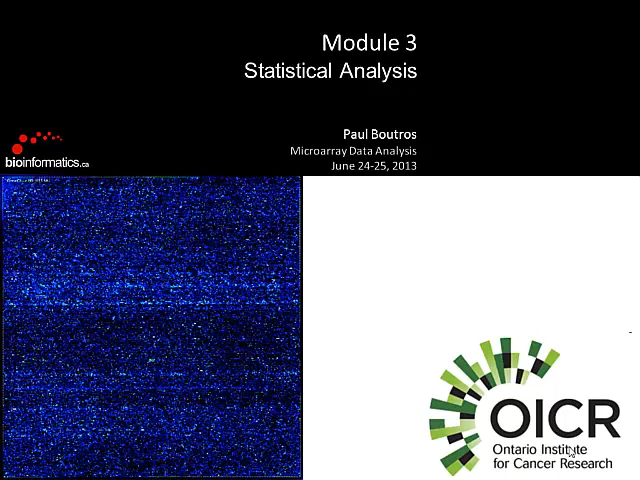 Module 3
Statistical Analysis
Paul Boutros
Microarray Data Analysis
June 24-25, 2013
bioinformatics.ca
OICR
Ontario Institute
for Cancer Research